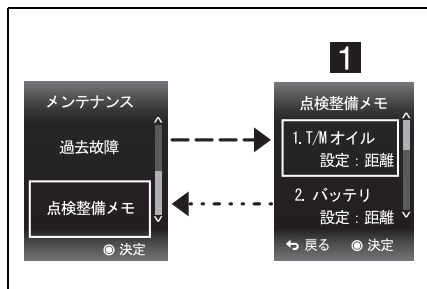 1
メンテナンス
過去故障
点検整備メモ
決定
点検整備メモ
1.T/Mオイル
設定：距離
2. バッテリ
設定：距離
戻る 決定